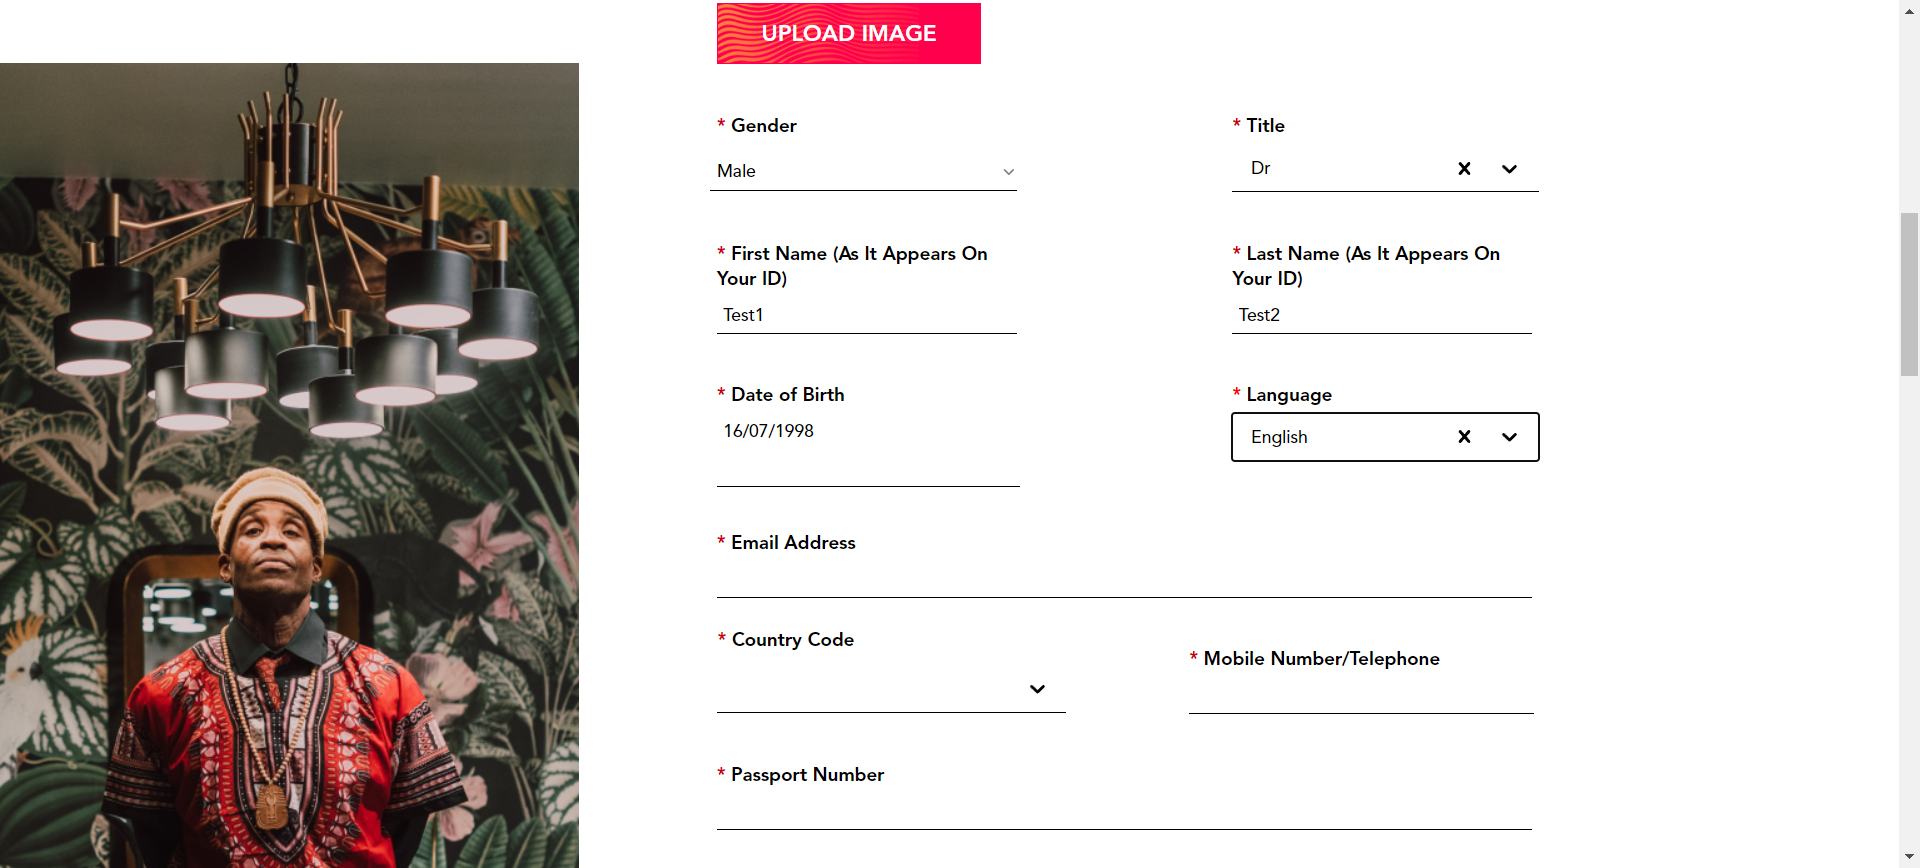 UPLOAD IMAGE
* Gender
* Title
Male
Dr
* First Name (As It Appears On
Your ID)
* Last Name (As It Appears On
Your ID)
Test1
Test2
* Date of Birth
* Language
16/07/1998
English
* Email Address
* Country Code
* Mobile Number/Telephone
* Passport Number